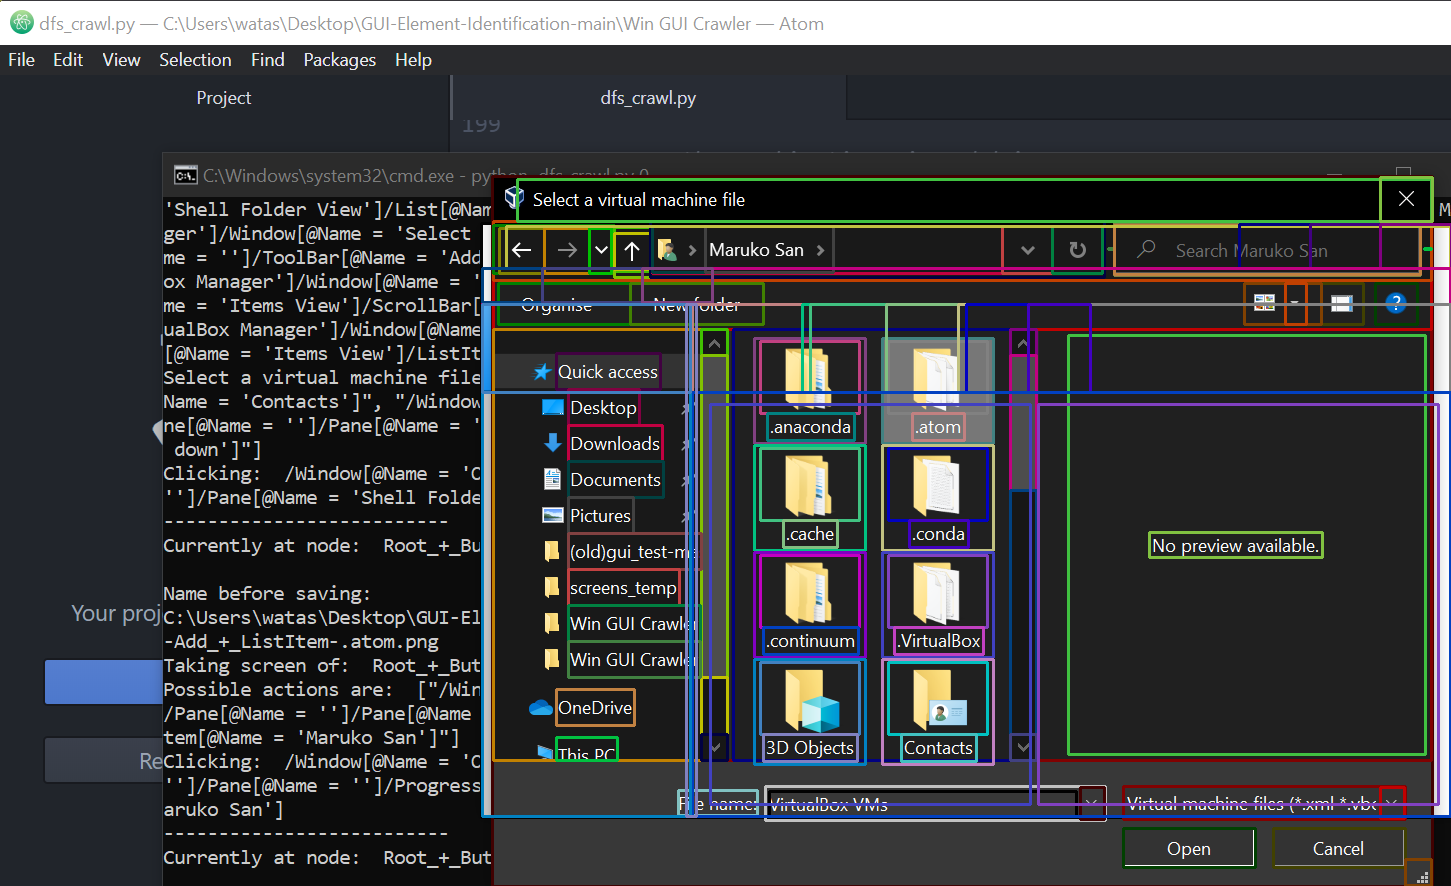 dfs_crawl.py — C:\Users\watas\Desktop\GUI-Element-Identification-main\Win GUI Crawler — Atom
File Edit View Selection Find Packages Help
Project
dfs_crawl.py
199
C:\Windows\system32\cmd.exe - python dfs_crawl.py 0
'Shell Folder View']/List[@Nam
ger']/Window[@Name = 'Select
me = '']/ToolBar[@Name = 'Add
ox Manager']/Window[@Name = '
me = 'Items View']/ScrollBar[
ualBox Manager']/Window[@Name
[@Name = 'Items View']/ListIt
Select a virtual machine file
Name = 'Contacts']", "/Window
ne[@Name = '']/Pane[@Name = '
down']"]
Clicking:  /Window[@Name = 'O
'']/Pane[@Name = 'Shell Folde
----------------------------
Currently at node:  Root_+_But
Name before saving:
C:\Users\watas\Desktop\GUI-El
-Add_+_ListItem-.atom.png
Taking screen of:  Root_+_But
Possible actions are:  ["/Win
/Pane[@Name = '']/Pane[@Name
tem[@Name = 'Maruko San']"]
Clicking:  /Window[@Name = 'O
'']/Pane[@Name = '']/Progress
aruko San']
----------------------------
Currently at node:  Root_+_But
Your proj
Re
Select a virtual machine file
M
Maruko San
Search Maruko San
Organise
New folder
Quick access
Desktop
Downloads
Documents
Pictures
(old)gui_test-ma
screens_temp
Win GUI Crawler
Win GUI Crawler
OneDrive
This PC
.anaconda
.atom
.cache
.conda
.continuum
.VirtualBox
3D Objects
Contacts
No preview available.
File name:
VirtualBox VMs
Virtual machine files (*.xml *.vbo
Open
Cancel